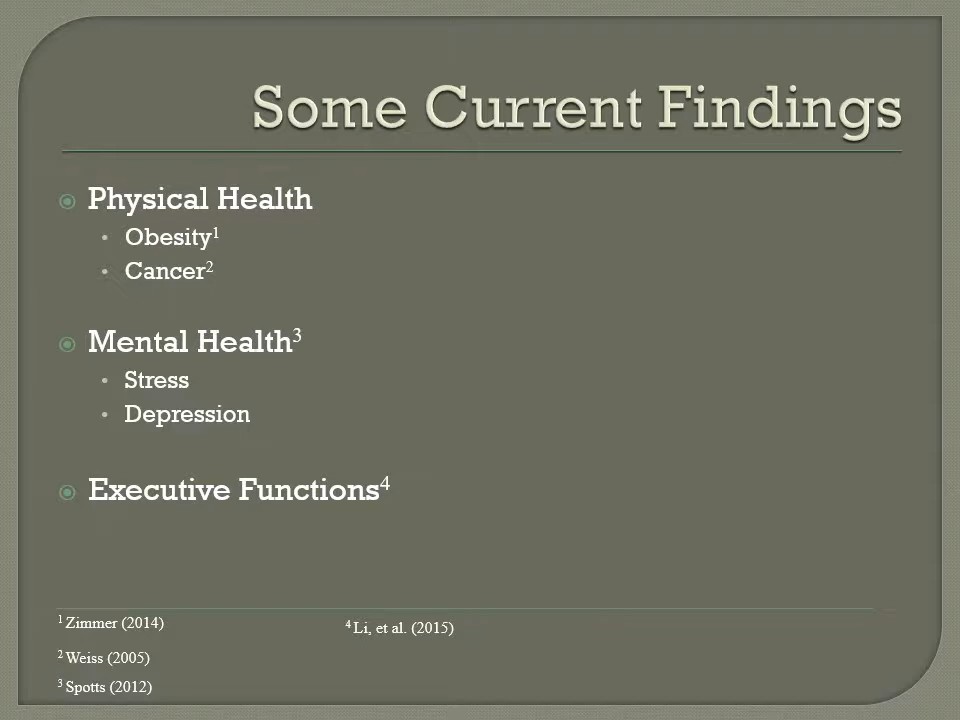 Some Current Findings
Physical Health
Obesity¹
Cancer²
Mental Health³
Stress
Depression
Executive Functions⁴
¹ Zimmer (2014)
² Weiss (2005)
³ Spotts (2012)
⁴ Li, et al. (2015)